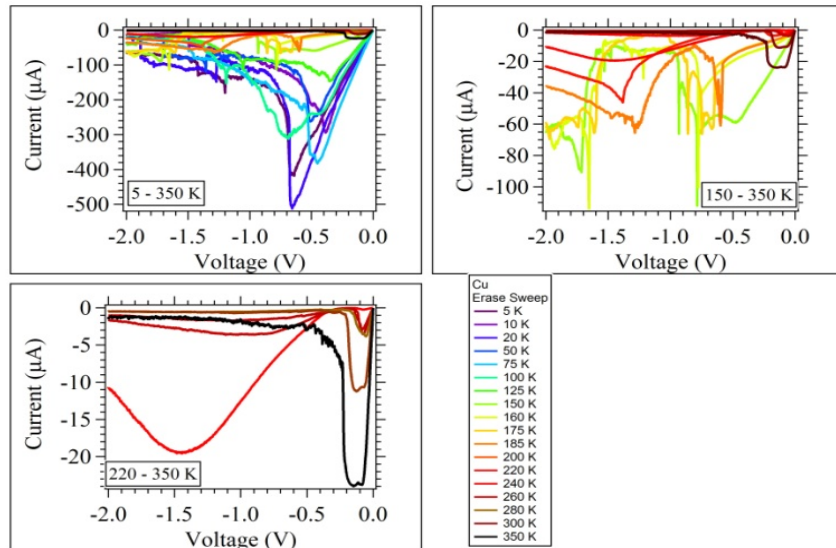 0
-100
-200
-300
-400
-500
Current (μA)
5 - 350 K
-2.0 -1.5 -1.0 -0.5 0.0
Voltage (V)
0
-20
-40
-60
-80
-100
Current (μA)
150 - 350 K
-2.0 -1.5 -1.0 -0.5 0.0
Voltage (V)
0
-5
-10
-15
-20
Current (μA)
220 - 350 K
-2.0 -1.5 -1.0 -0.5 0.0
Voltage (V)
Cu
Erase Sweep
5 K
10 K
20 K
50 K
75 K
100 K
125 K
150 K
160 K
175 K
185 K
200 K
220 K
240 K
260 K
280 K
300 K
350 K